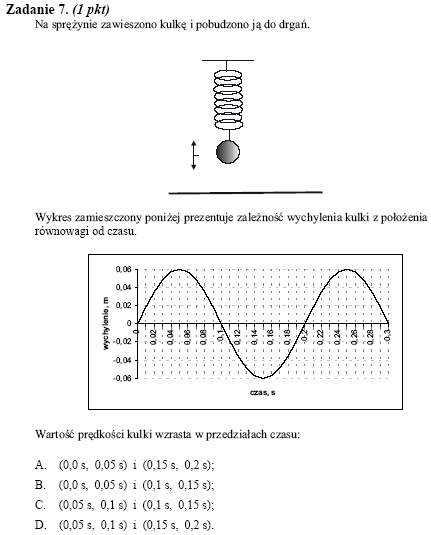 Zadanie 7. (1 pkt)
Na sprężynie zawieszono kulkę i pobudzono ją do drgań.
Wykres zamieszczony poniżej prezentuje zależność wychylenia kulki z położenia
równowagi od czasu.
wychylenie, m
0,06
0,04
0,02
0
-0,02
-0,04
-0,06
0,02
0,04
0,06
0,08
0,1
0,12
0,14
0,16
0,18
0,2
0,22
0,24
0,26
0,28
0,3
czas, s
Wartość prędkości kulki wzrasta w przedziałach czasu:
A. (0,0 s, 0,05 s) i (0,15 s, 0,2 s);
B. (0,0 s, 0,05 s) i (0,1 s, 0,15 s);
C. (0,05 s, 0,1 s) i (0,1 s, 0,15 s);
D. (0,05 s, 0,1 s) i (0,15 s, 0,2 s).